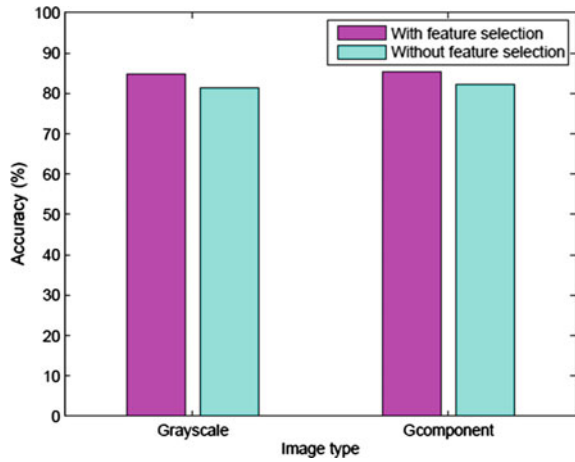 100
90
80
70
60
50
40
30
20
10
0
Accuracy (%)
With feature selection
Without feature selection
Grayscale
Gcomponent
Image type